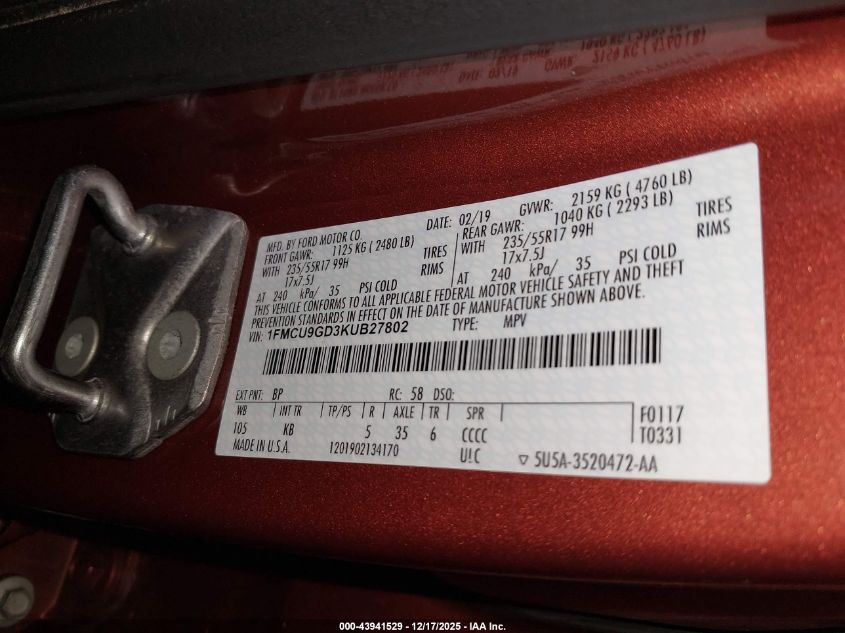 MFD. BY FORD MOTOR CO. DATE: 02/19 GVWR: 2159 KG ( 4760 LB)
FRONT GAWR: 1125 KG ( 2480 LB) REAR GAWR: 1040 KG ( 2293 LB)
WITH 235/55R17 99H TIRES WITH 235/55R17 99H TIRES
17x7.5J RIMS 17x7.5J RIMS
AT 240 kPa/ 35 PSI COLD AT 240 kPa/ 35 PSI COLD
THIS VEHICLE CONFORMS TO ALL APPLICABLE FEDERAL MOTOR VEHICLE SAFETY AND THEFT
PREVENTION STANDARDS IN EFFECT ON THE DATE OF MANUFACTURE SHOWN ABOVE.
VIN: 1FMCU9GD3KUB27802 TYPE: MPV
EXT PNT: BP RC: 58 DSO:
WB INT TR TP/PS R AXLE TR SPR F0117
105 KB 5 35 6 CCCC T0331
MADE IN U.S.A. 1201902134170 U!C ▽ 5U5A-3520472-AA
000-43941529 - 12/17/2025 - IAA Inc.